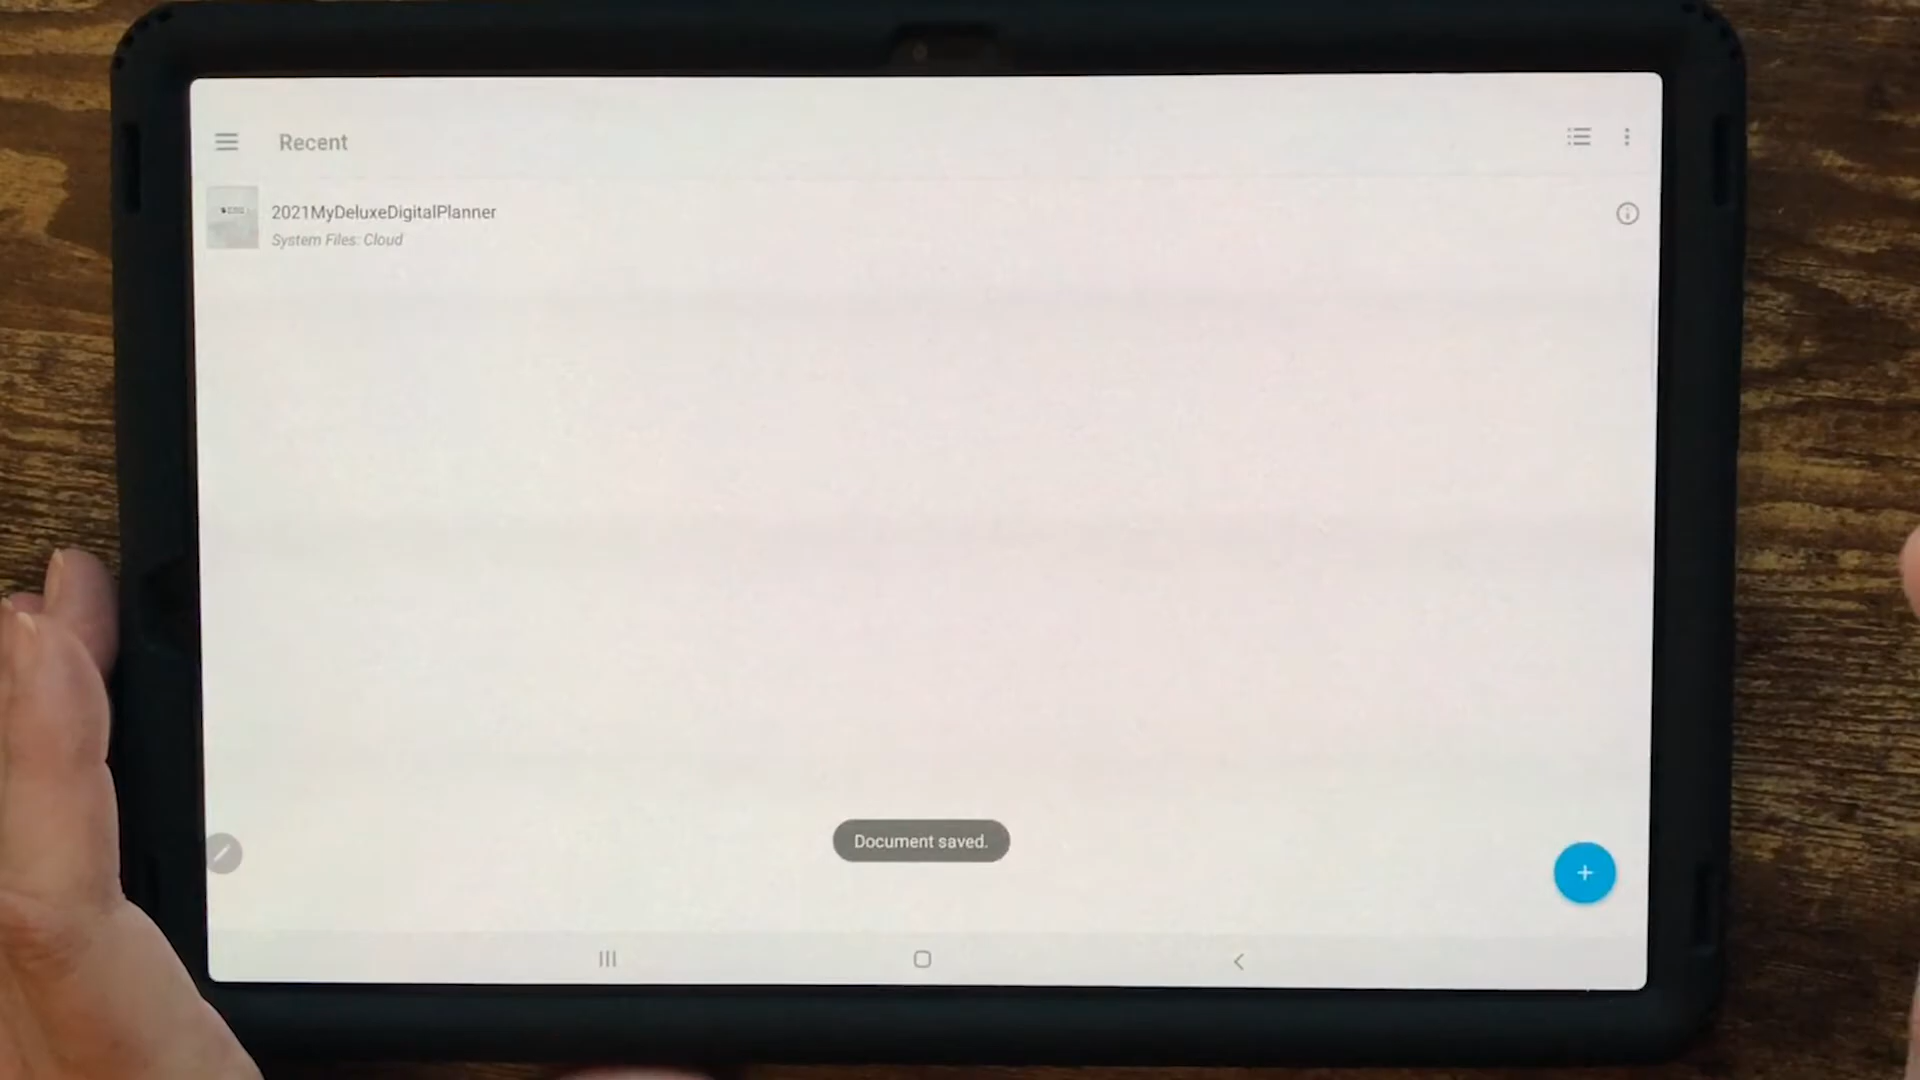 Recent
2021MyDeluxeDigitalPlanner
System Files: Cloud
Document saved.